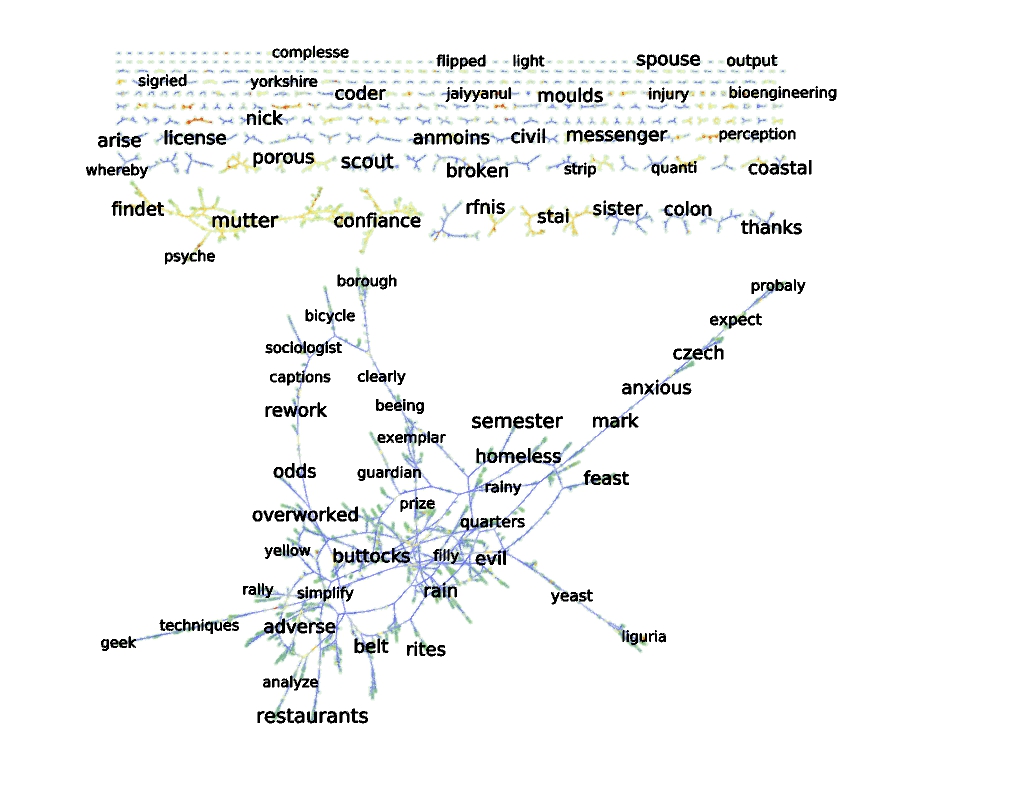 complesse
flipped light spouse output
sigried yorkshire
coder jaiyyanul moulds injury bioengineering
nick
arise license anmoins civil messenger perception
whereby porous scout broken strip quanti coastal
findet mutter confiance rfnis stai sister colon thanks
psyche
borough probaly
bicycle expect
sociologist czech
captions clearly anxious
rework beeing semester mark
exemplar homeless
odds guardian rainy feast
overworked prize quarters
yellow buttocks filly evil
rally simplify rain yeast
geek techniques adverse belt rites liguria
analyze
restaurants